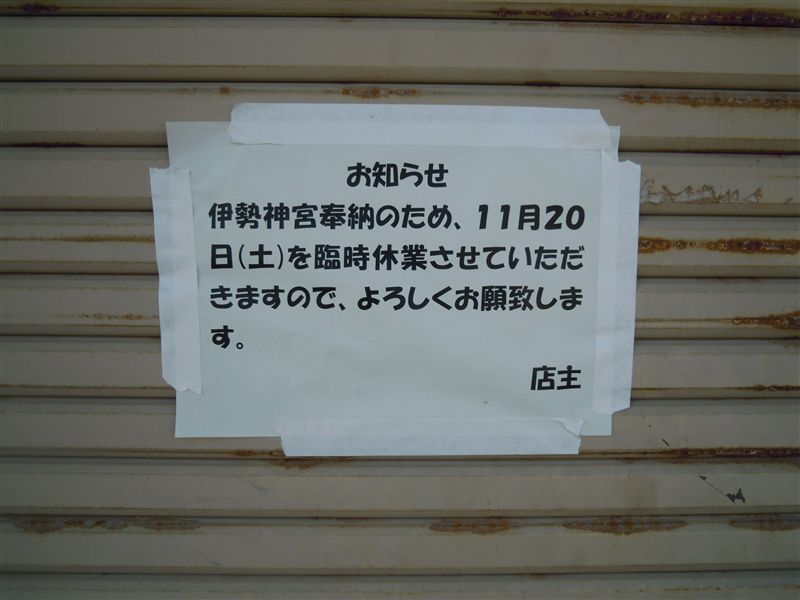 お知らせ
伊勢神宮奉納のため、11月20
日(土)を臨時休業させていただ
きますので、よろしくお願致しま
す。
店主